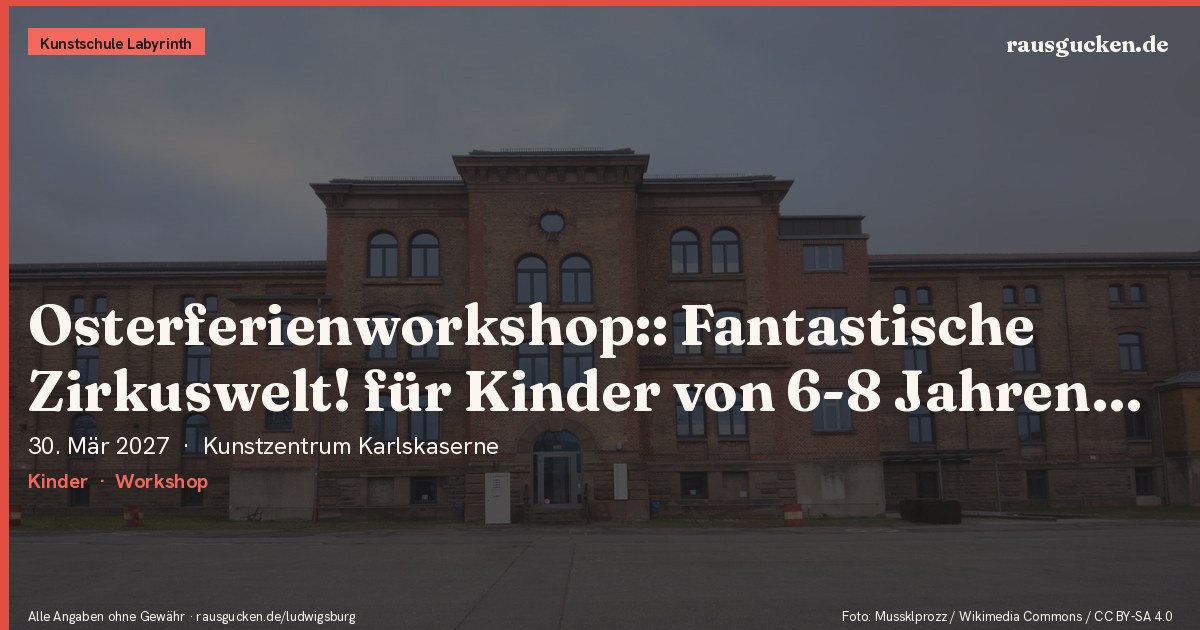 Kunstschule Labyrinth
rausgucken.de
Osterferienworkshop:: Fantastische
Zirkuswelt! für Kinder von 6-8 Jahren...
30. Mär 2027 · Kunstzentrum Karlskaserne
Kinder · Workshop
Alle Angaben ohne Gewähr · rausgucken.de/ludwigsburg
Foto: Mussklprozz / Wikimedia Commons / CC BY-SA 4.0